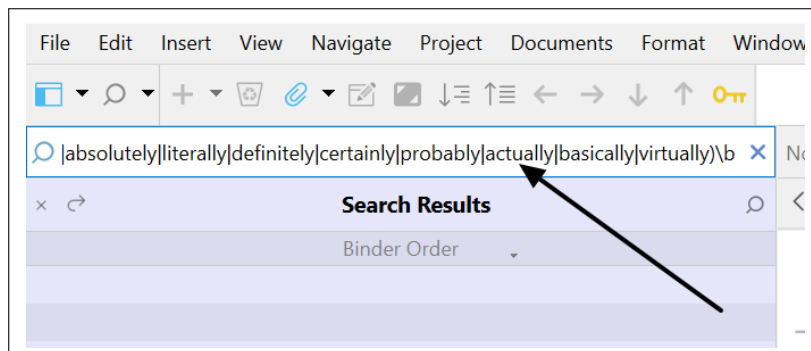 File Edit Insert View Navigate Project Documents Format Window
|absolutely|literally|definitely|certainly|probably|actually|basically|virtually)\b
Search Results
Binder Order